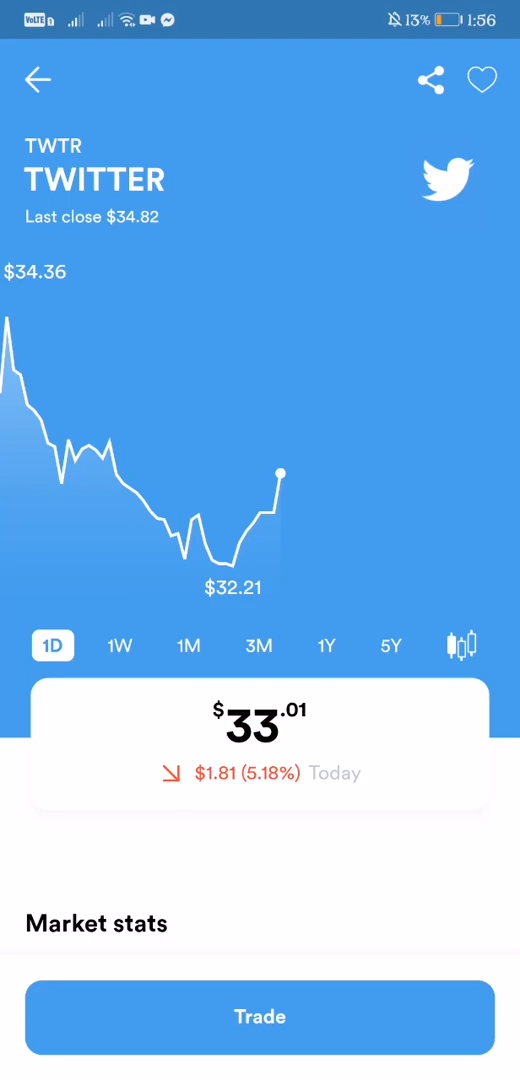 VoLTE 13% 1:56
TWTR
TWITTER
Last close $34.82
$34.36
$32.21
1D 1W 1M 3M 1Y 5Y
$33.01
$1.81 (5.18%) Today
Market stats
Trade